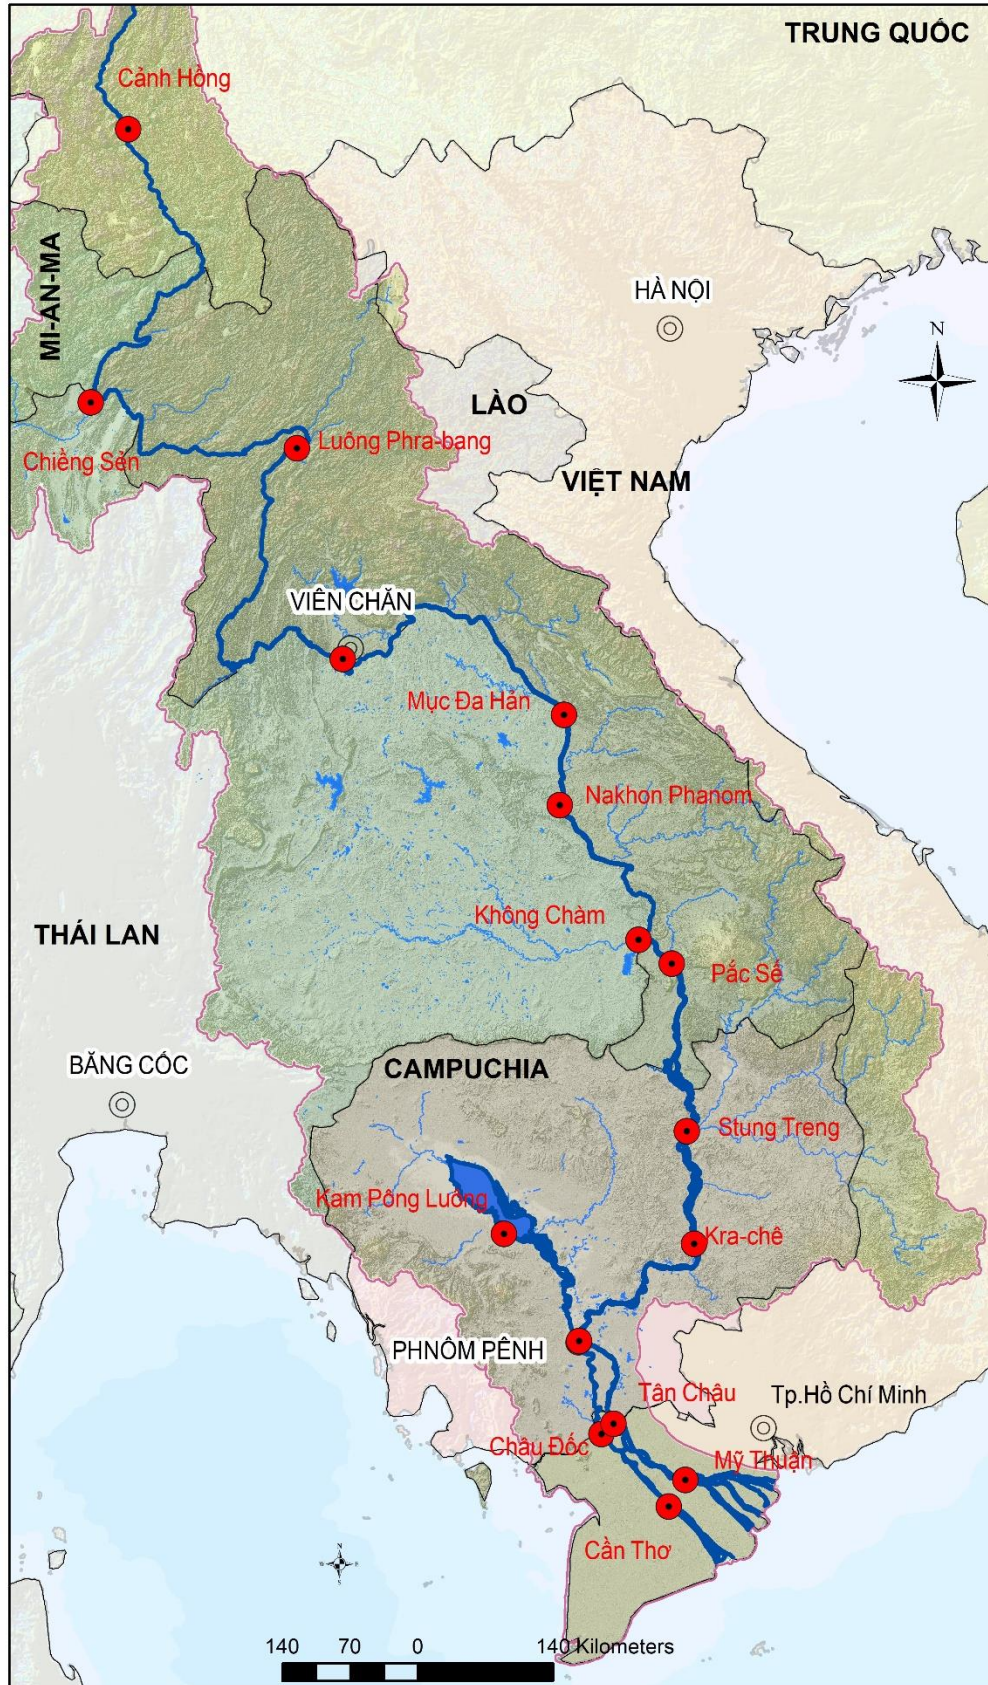 TRUNG QUỐC
Cảnh Hồng
MI-AN-MA
HÀ NỘI
N
LÀO
Luông Phra-bang
Chiềng Sẻn
VIỆT NAM
VIÊN CHĂN
Mục Đa Hán
Nakhon Phanom
Không Chàm
THÁI LAN
Pắc Sế
BĂNG CỐC
CAMPUCHIA
Stung Treng
Kam Pông Luông
Kra-chê
PHNÔM PÊNH
Tân Châu
Tp.Hồ Chí Minh
Châu Đốc
Mỹ Thuận
Cần Thơ
N
S
140 70 0 140 Kilometers